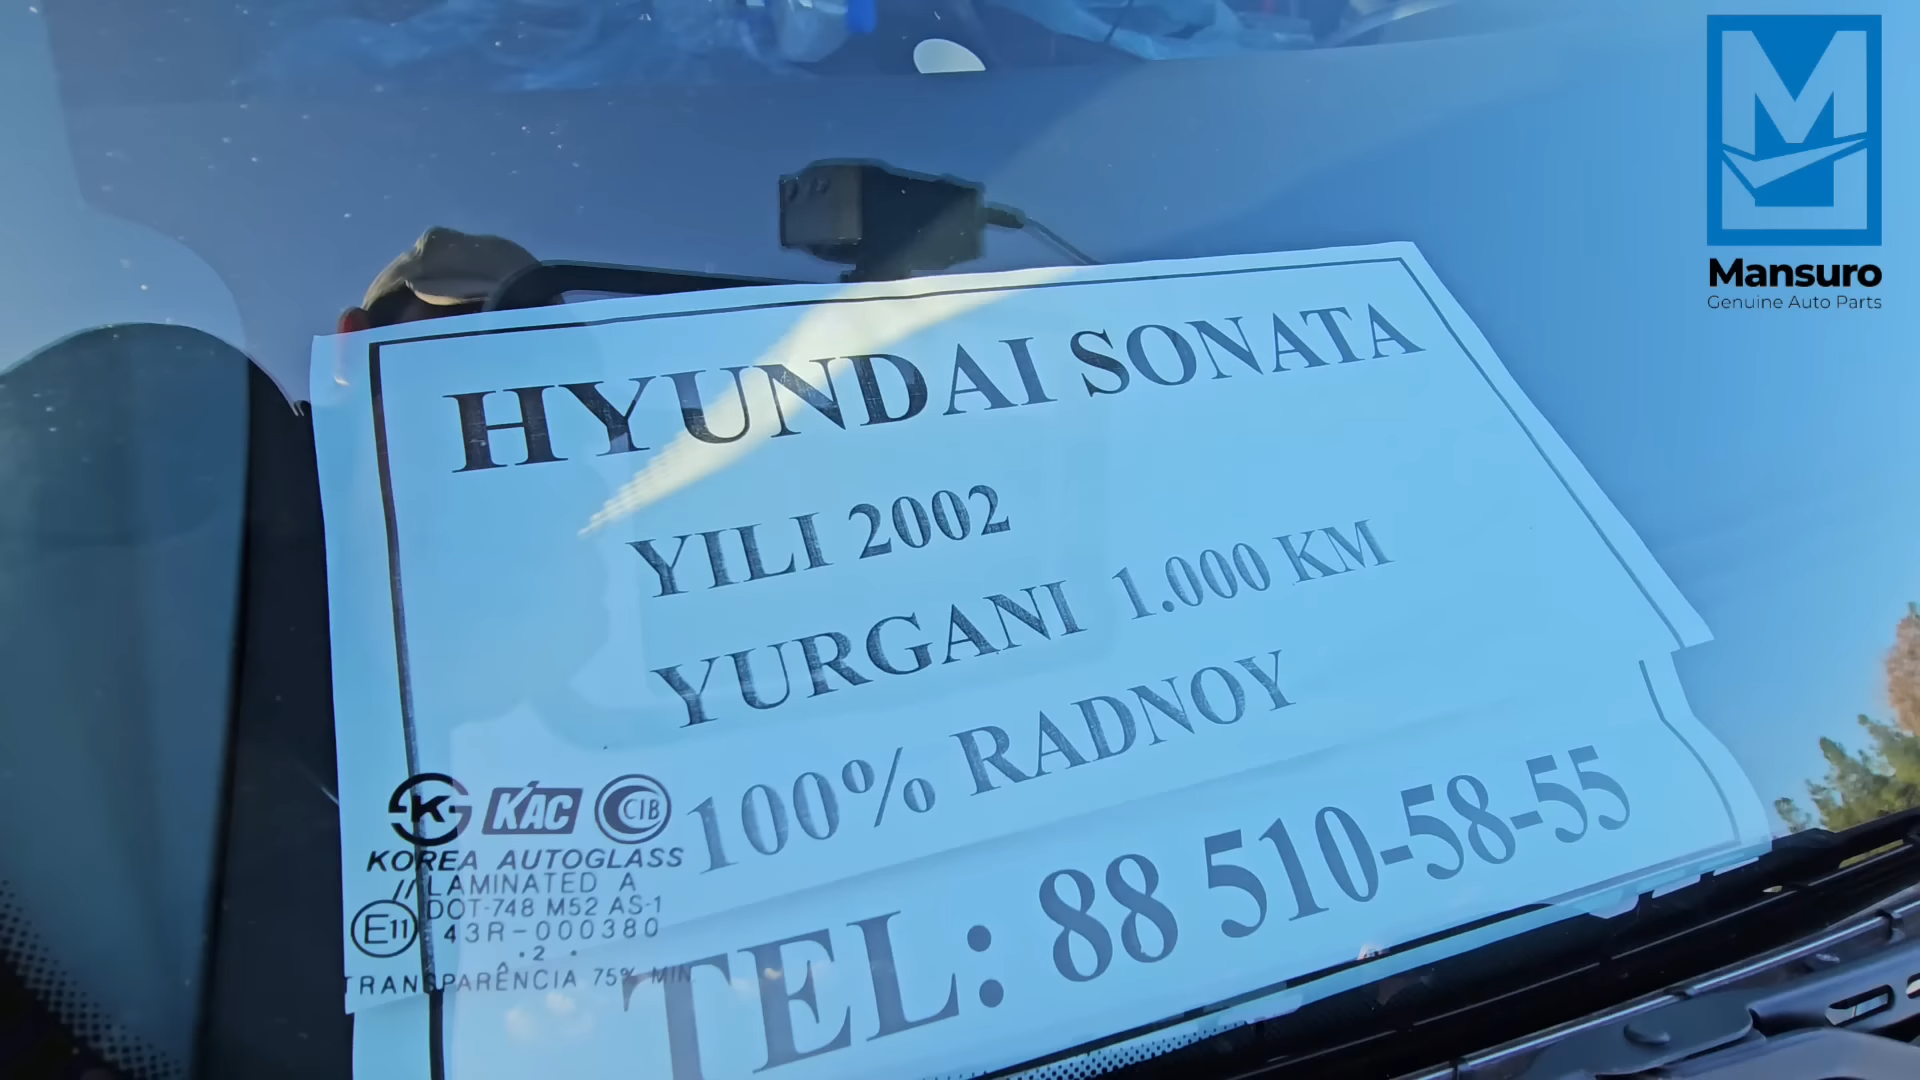 Mansuro
Genuine Auto Parts
HYUNDAI SONATA
YILI 2002
YURGANI 1.000 KM
100% RADNOY
TEL: 88 510-58-55
K KAC CIB
KOREA AUTOGLASS
// LAMINATED A
DOT-748 M52 AS-1
E11 43R-000380
·2 ·
TRANSPARÊNCIA 75% MIN